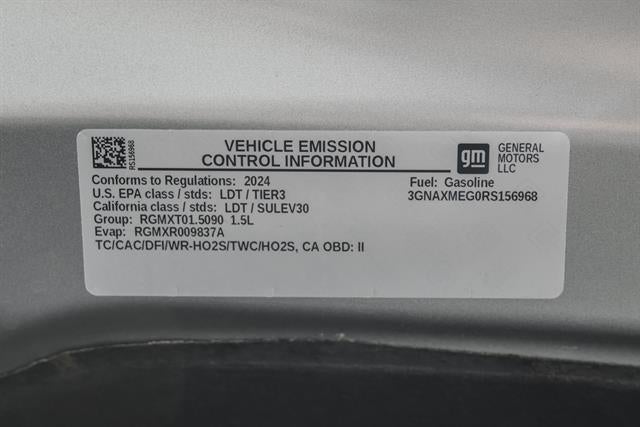 RS156968
VEHICLE EMISSION
CONTROL INFORMATION
gm
GENERAL
MOTORS
LLC
Conforms to Regulations: 2024
Fuel: Gasoline
U.S. EPA class / stds: LDT / TIER3
3GNAXMEG0RS156968
California class / stds: LDT / SULEV30
Group: RGMXT01.5090 1.5L
Evap: RGMXR009837A
TC/CAC/DFI/WR-HO2S/TWC/HO2S, CA OBD: II